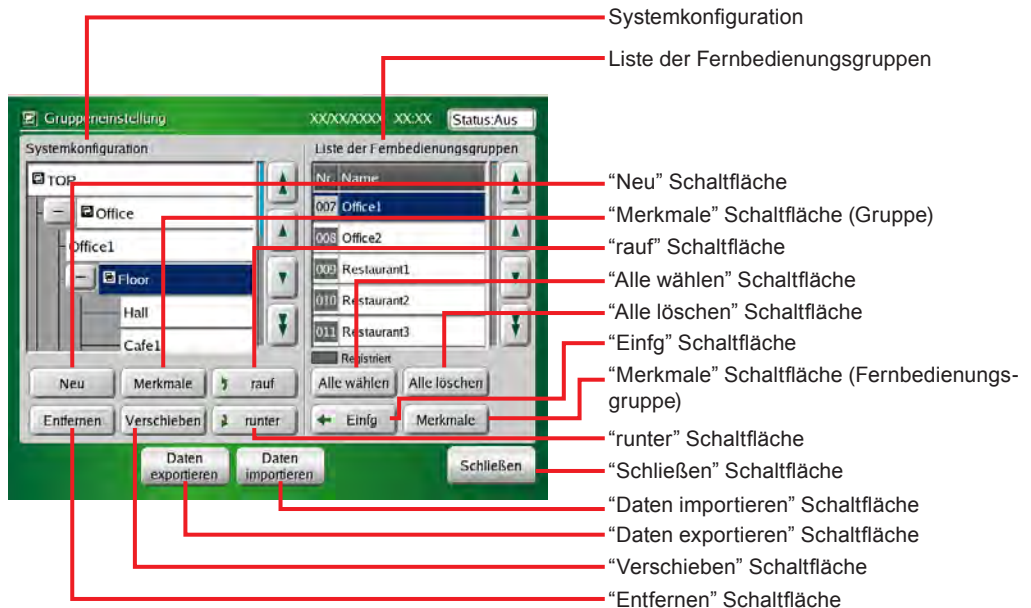 Systemkonfiguration
Liste der Fernbedienungsgruppen
Gruppeneinstellung XX/XX/XXXX XX:XX Status:Aus
Systemkonfiguration
TOP
Office
Office1
Floor
Hall
Cafe1
Liste der Fernbedienungsgruppen
Nr. Name
007 Office1
008 Office2
009 Restaurant1
010 Restaurant2
011 Restaurant3
Registriert
Neu Merkmale rauf
Entfernen Verschieben runter
Alle wählen Alle löschen
Einfg Merkmale
Daten
exportieren
Daten
importieren
Schließen
“Neu” Schaltfläche
“Merkmale” Schaltfläche (Gruppe)
“rauf” Schaltfläche
“Alle wählen” Schaltfläche
“Alle löschen” Schaltfläche
“Einfg” Schaltfläche
“Merkmale” Schaltfläche (Fernbedienungs-
gruppe)
“runter” Schaltfläche
“Schließen” Schaltfläche
“Daten importieren” Schaltfläche
“Daten exportieren” Schaltfläche
“Verschieben” Schaltfläche
“Entfernen” Schaltfläche